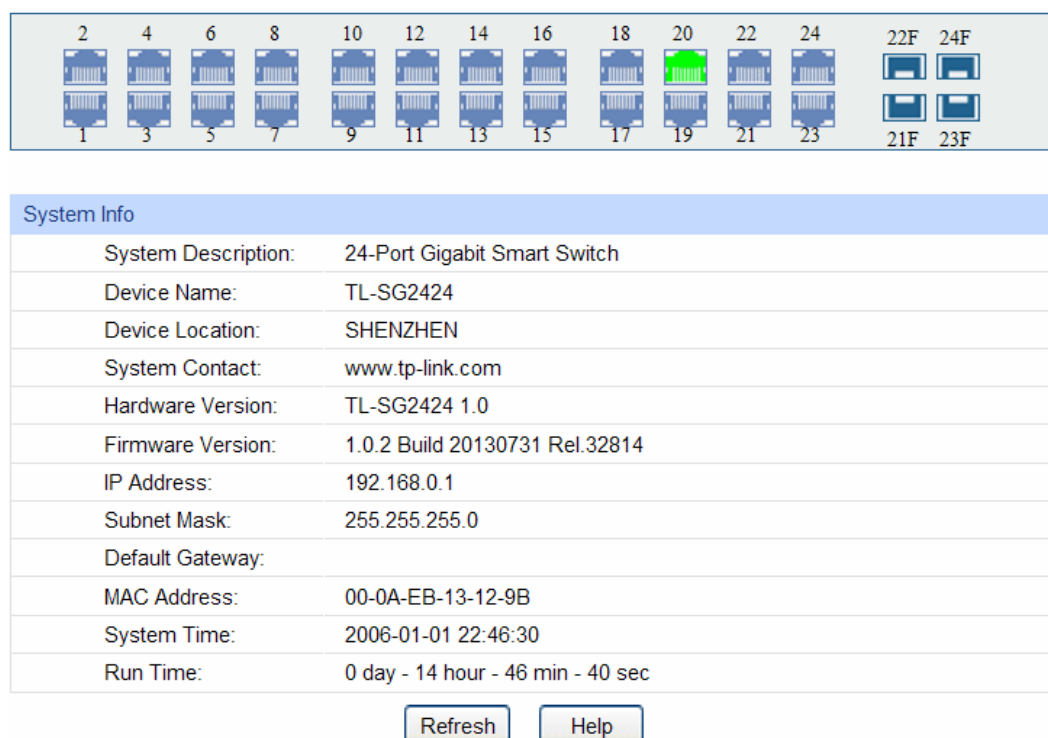 2 4 6 8 10 12 14 16 18 20 22 24 22F 24F
1 3 5 7 9 11 13 15 17 19 21 23 21F 23F
System Info
System Description: 24-Port Gigabit Smart Switch
Device Name: TL-SG2424
Device Location: SHENZHEN
System Contact: www.tp-link.com
Hardware Version: TL-SG2424 1.0
Firmware Version: 1.0.2 Build 20130731 Rel.32814
IP Address: 192.168.0.1
Subnet Mask: 255.255.255.0
Default Gateway:
MAC Address: 00-0A-EB-13-12-9B
System Time: 2006-01-01 22:46:30
Run Time: 0 day - 14 hour - 46 min - 40 sec
Refresh Help